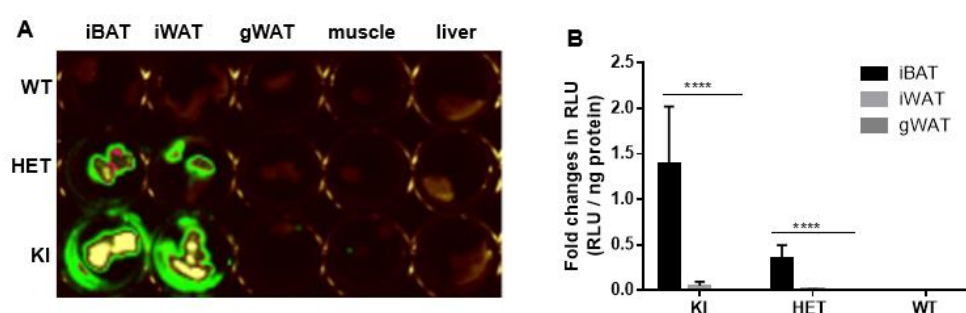 A
iBAT iWAT gWAT muscle liver
WT
HET
KI
B
Fold changes in RLU
(RLU / ng protein)
2.5
2.0
1.5
1.0
0.5
0.0
****
****
iBAT
iWAT
gWAT
KI HET WT